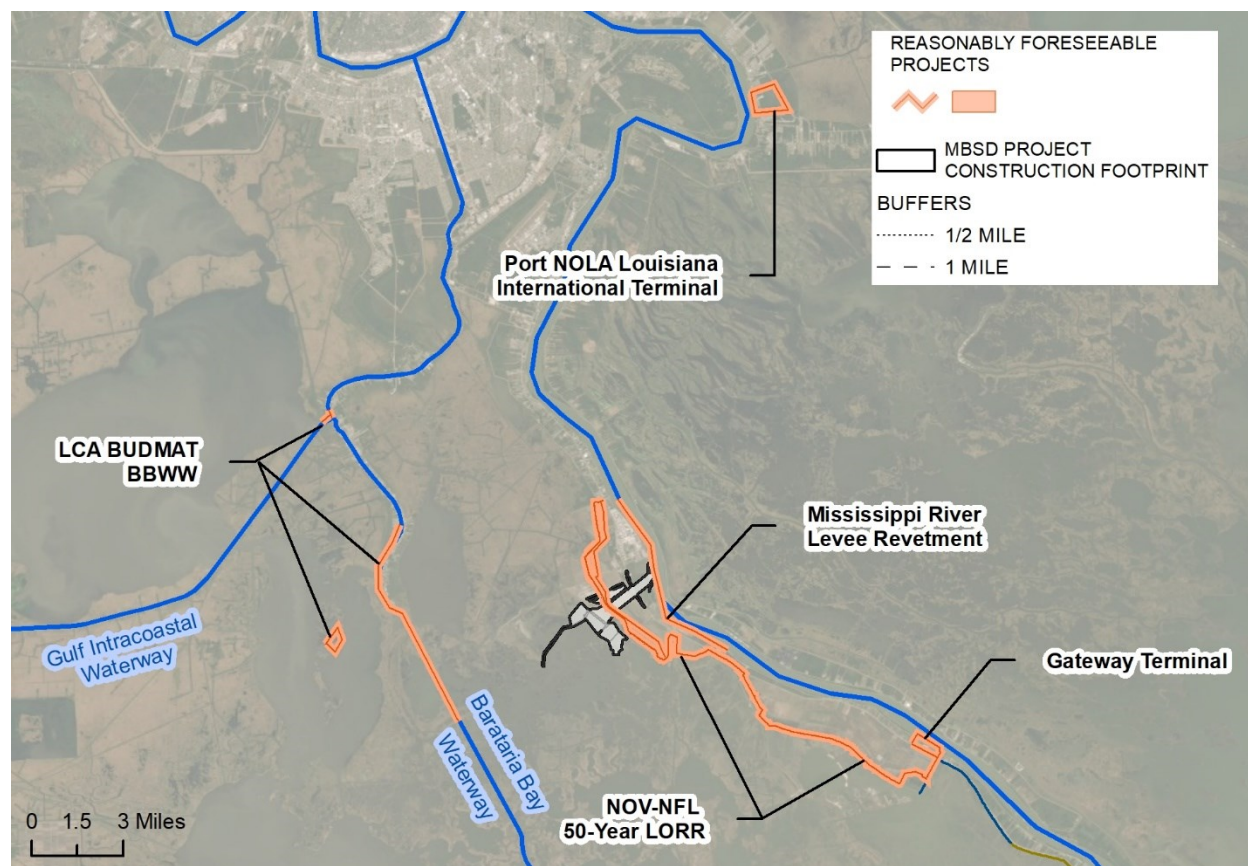 REASONABLY FORESEEABLE
PROJECTS
MBSD PROJECT
CONSTRUCTION FOOTPRINT
BUFFERS
1/2 MILE
1 MILE
Port NOLA Louisiana
International Terminal
LCA BUDMAT
BBWW
Mississippi River
Levee Revetment
Gulf Intracoastal
Waterway
Gateway Terminal
Barataria Bay
Waterway
NOV-NFL
50-Year LORR
0 1.5 3 Miles